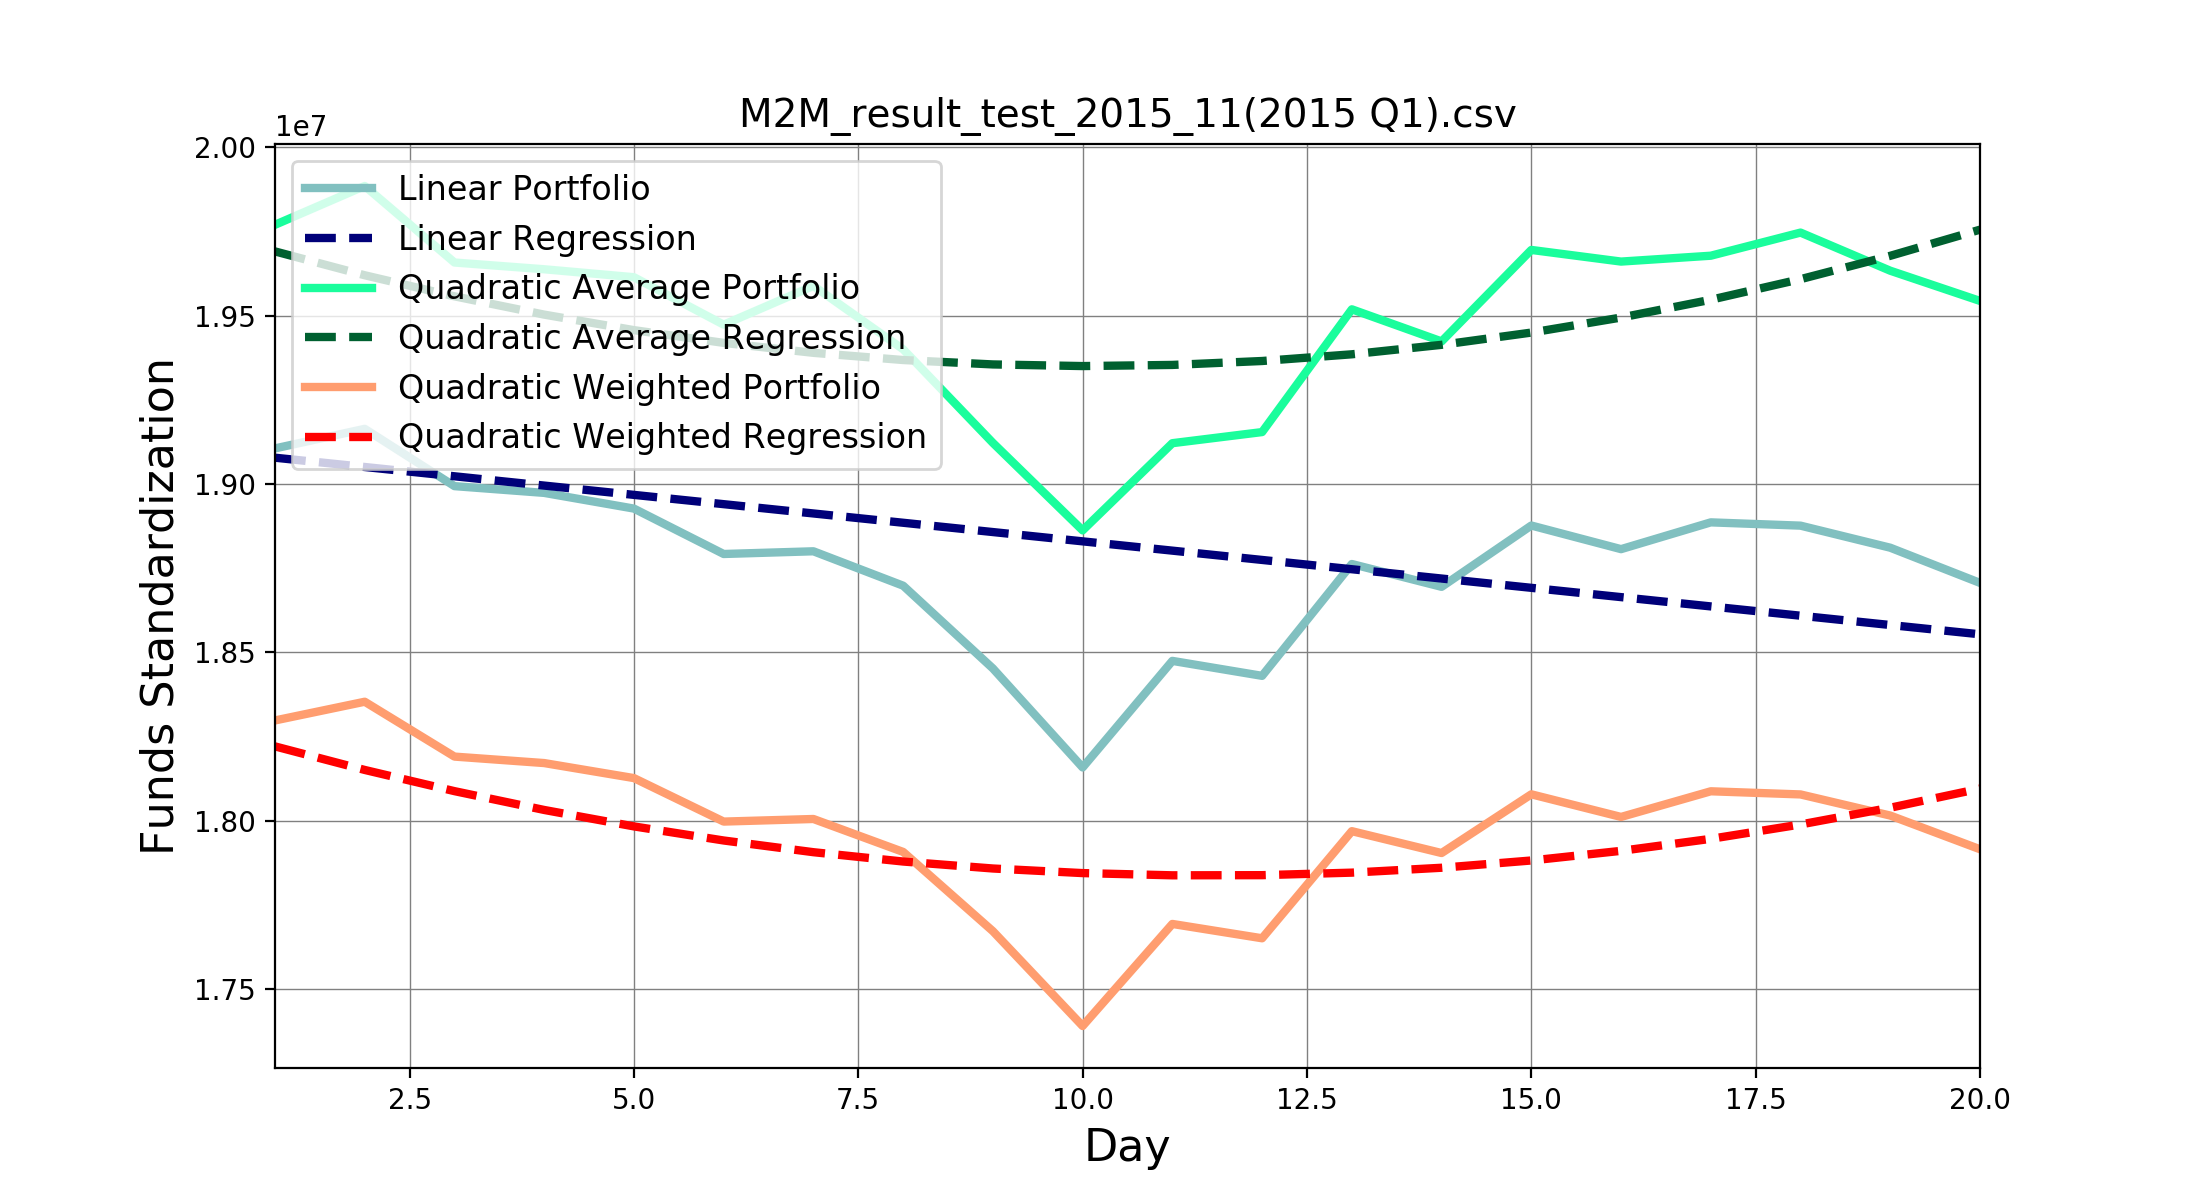 M2M_result_test_2015_11(2015 Q1).csv
1e7
2.00
1.95
1.90
1.85
1.80
1.75
Funds Standardization
Linear Portfolio
Linear Regression
Quadratic Average Portfolio
Quadratic Average Regression
Quadratic Weighted Portfolio
Quadratic Weighted Regression
2.5 5.0 7.5 10.0 12.5 15.0 17.5 20.0
Day